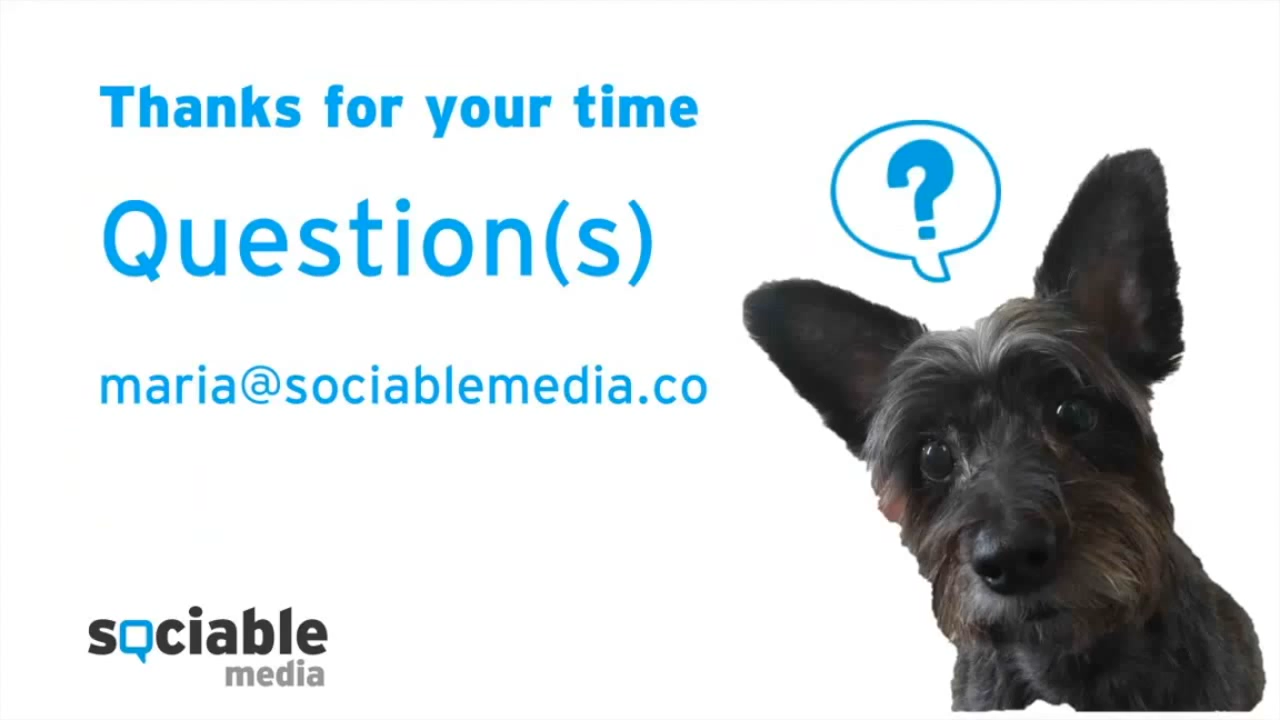 Thanks for your time
?
Question(s)
maria@sociablemedia.co
sociable
media